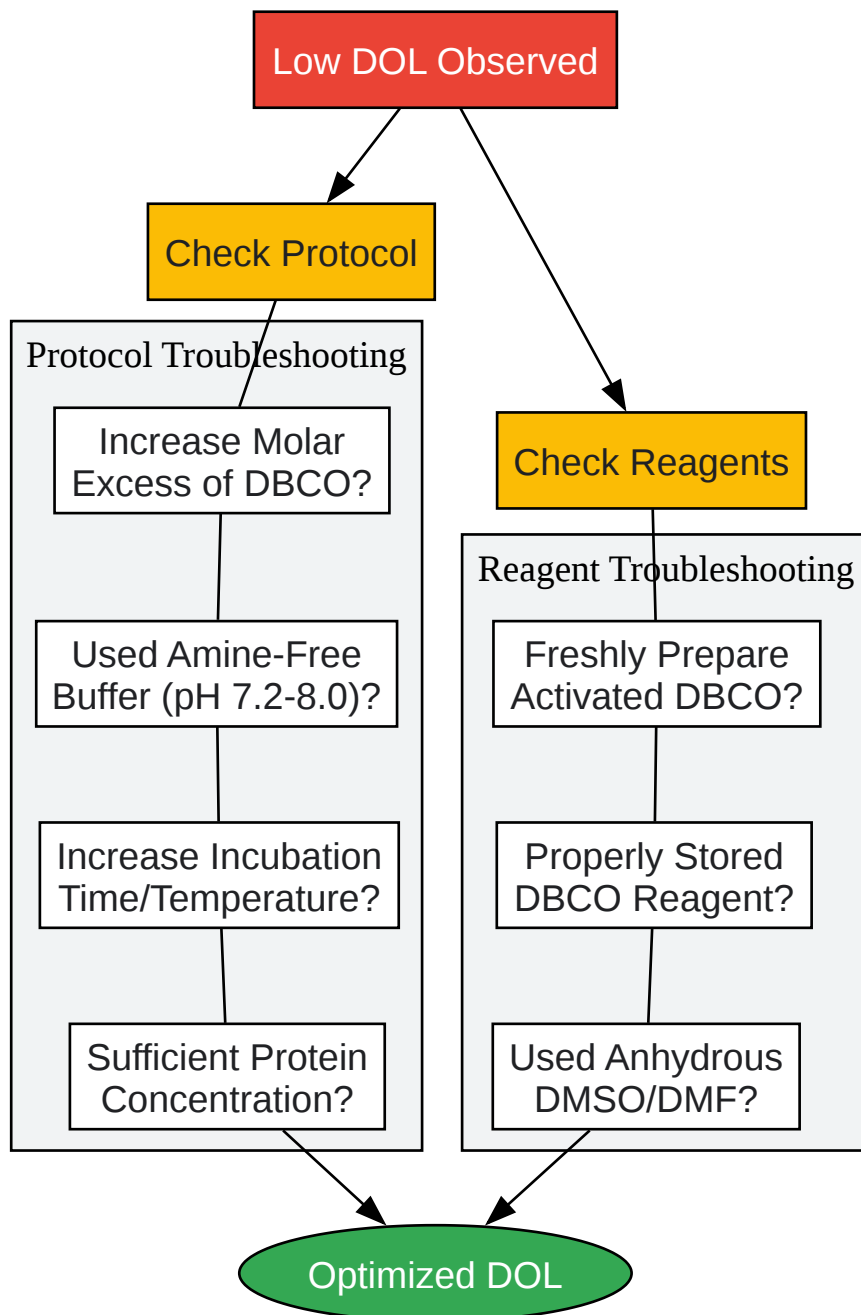 Low DOL Observed
Check Protocol
Protocol Troubleshooting
Increase Molar
Excess of DBCO?
Used Amine-Free
Buffer (pH 7.2-8.0)?
Increase Incubation
Time/Temperature?
Sufficient Protein
Concentration?
Check Reagents
Reagent Troubleshooting
Freshly Prepare
Activated DBCO?
Properly Stored
DBCO Reagent?
Used Anhydrous
DMSO/DMF?
Optimized DOL